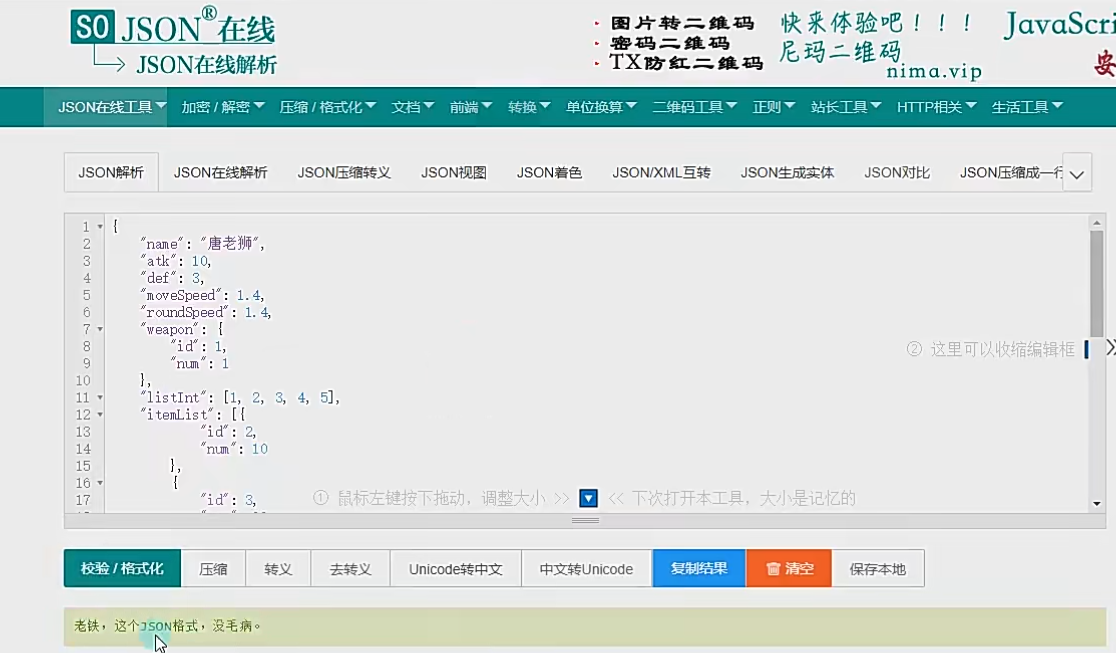 SO JSON®在线
JSON在线解析
图片转二维码
密码二维码
TX防红二维码
快来体验吧！！！
尼玛二维码
nima.vip
JavaScri
安
JSON在线工具 加密 / 解密 压缩 / 格式化 文档 前端 转换 单位换算 二维码工具 正则 站长工具 HTTP相关 生活工具
JSON解析 JSON在线解析 JSON压缩转义 JSON视图 JSON着色 JSON/XML互转 JSON生成实体 JSON对比 JSON压缩成一行
1 {
2 "name": "唐老狮",
3 "atk": 10,
4 "def": 3,
5 "moveSpeed": 1.4,
6 "roundSpeed": 1.4,
7 "weapon": {
8 "id": 1,
9 "num": 1
10 },
11 "listInt": [1, 2, 3, 4, 5],
12 "itemList": [{
13 "id": 2,
14 "num": 10
15 },
16 {
17 "id": 3,
② 这里可以收缩编辑框
① 鼠标左键按下拖动，调整大小 >> << 下次打开本工具，大小是记忆的
校验 / 格式化 压缩 转义 去转义 Unicode转中文 中文转Unicode 复制结果 清空 保存本地
老铁，这个JSON格式，没毛病。